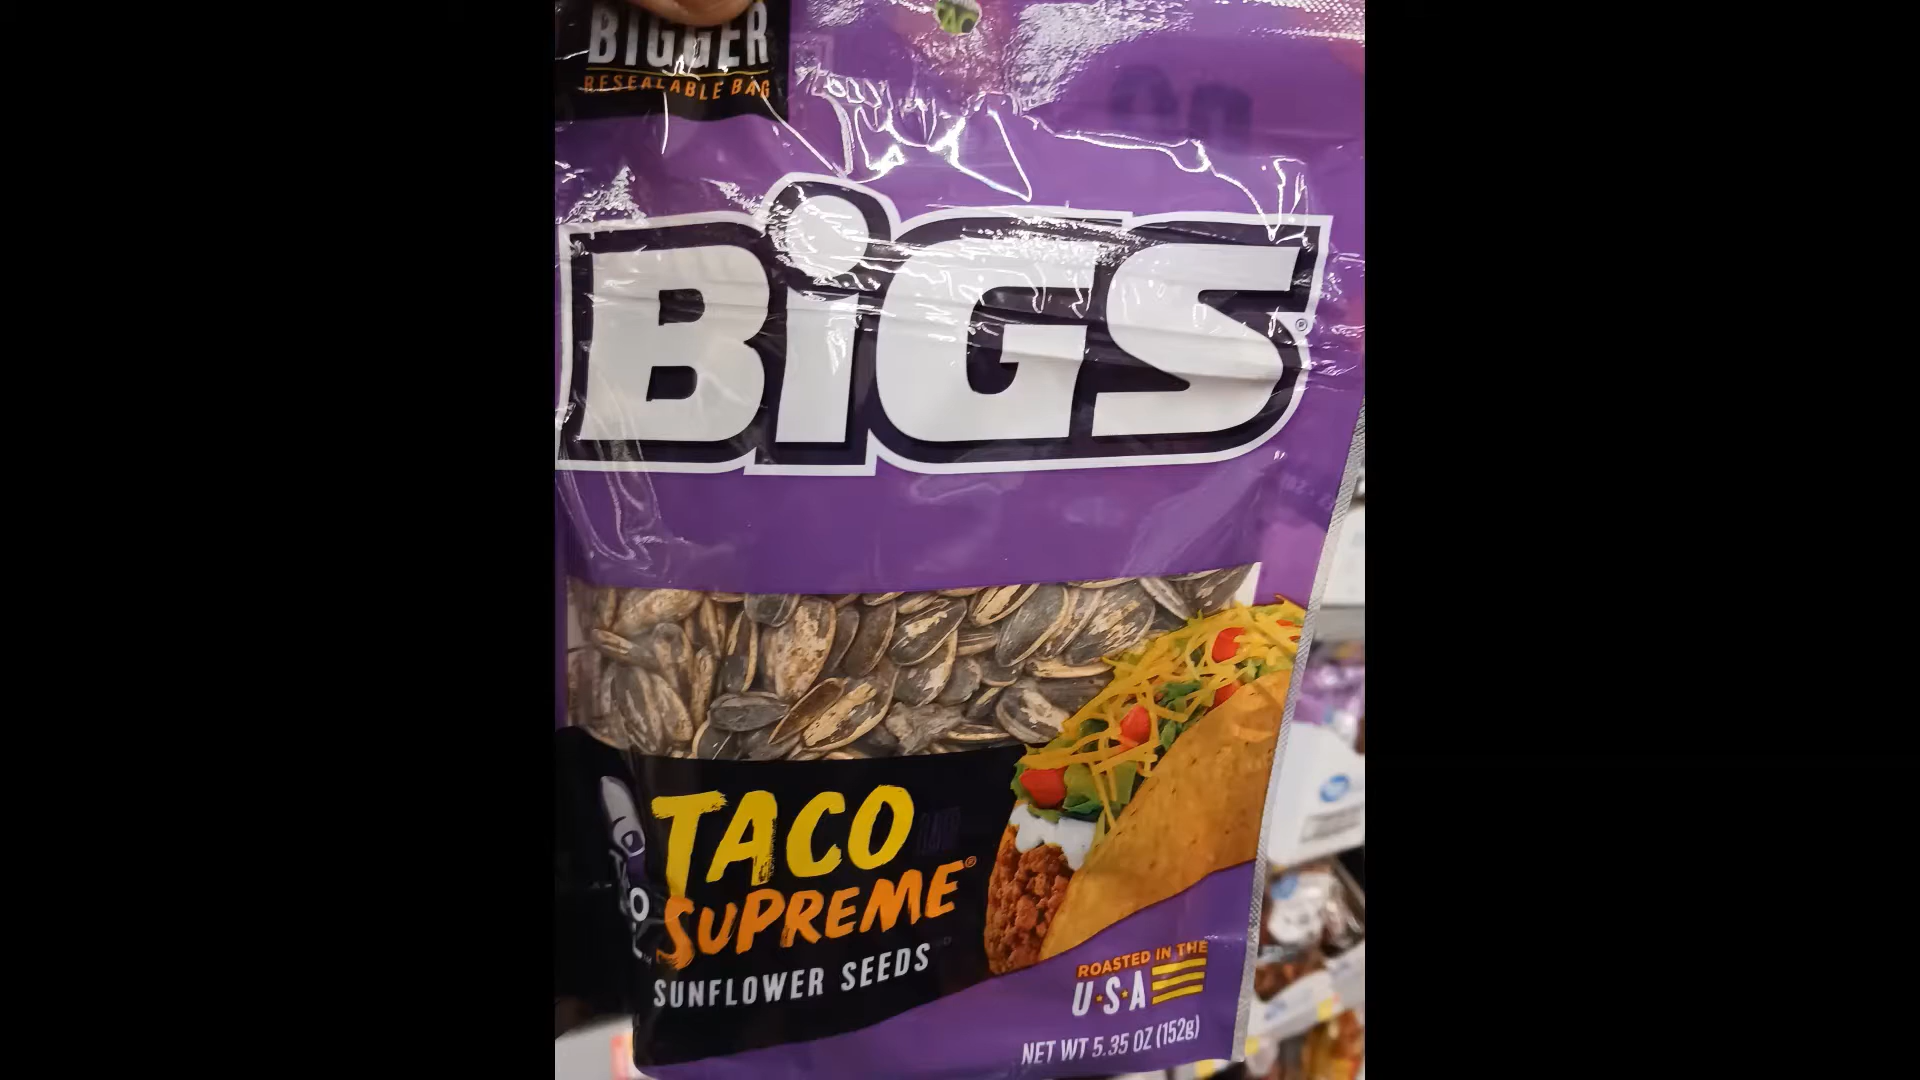 BIGGER
RESEALABLE BAG
BiGS®
TACO
SUPREME®
SUNFLOWER SEEDS
ROASTED IN THE
U·S·A
NET WT 5.35 OZ (152g)